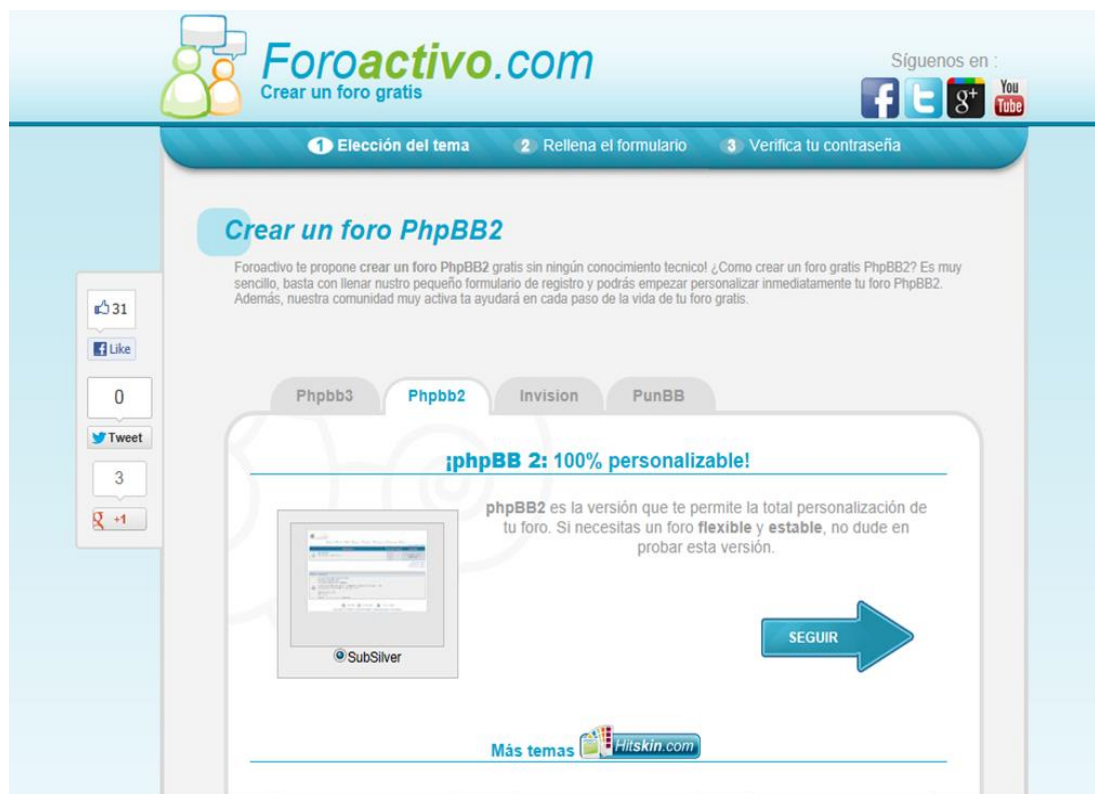 Foroactivo.com
Crear un foro gratis
Síguenos en :
You
Tube
1 Elección del tema 2 Rellena el formulario 3 Verifica tu contraseña
Crear un foro PhpBB2
Foroactivo te propone crear un foro PhpBB2 gratis sin ningún conocimiento tecnico! ¿Como crear un foro gratis PhpBB2? Es muy
sencillo, basta con llenar nustro pequeño formulario de registro y podrás empezar personalizar inmediatamente tu foro PhpBB2.
Además, nuestra comunidad muy activa ta ayudará en cada paso de la vida de tu foro gratis.
31
Like
0
Tweet
3
+1
Phpbb3 Phpbb2 Invision PunBB
¡phpBB 2: 100% personalizable!
phpBB2 es la versión que te permite la total personalización de
tu foro. Si necesitas un foro flexible y estable, no dude en
probar esta versión.
SubSilver
SEGUIR
Más temas Hitskin.com